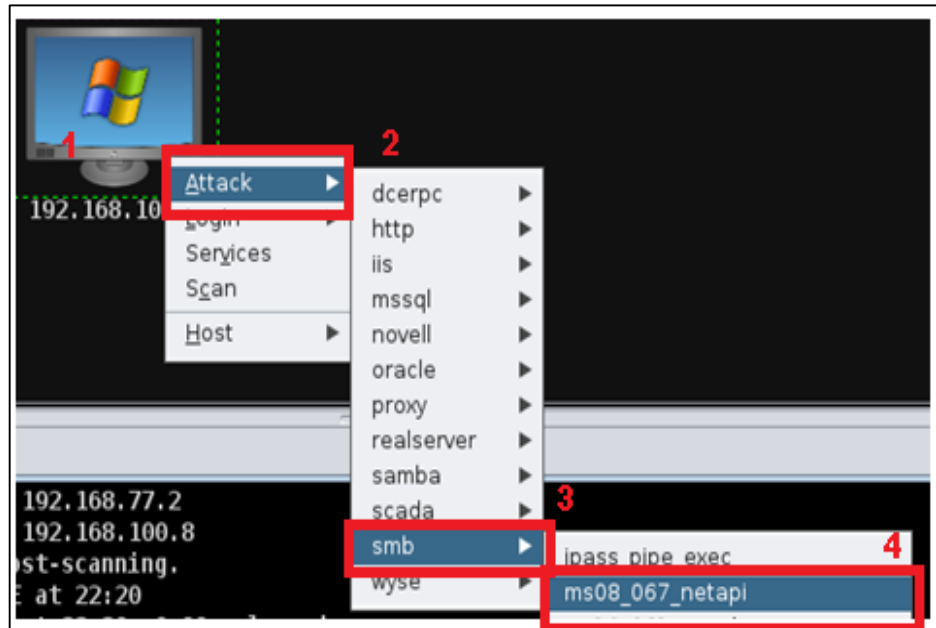 1
2
192.168.10
Attack
Login
Services
Scan
Host
dcerpc
http
iis
mssql
novell
oracle
proxy
realserver
samba
scada
smb
wyse
3
ipass_pipe_exec
4
ms08_067_netapi
192.168.77.2
192.168.100.8
ost-scanning.
E at 22:20